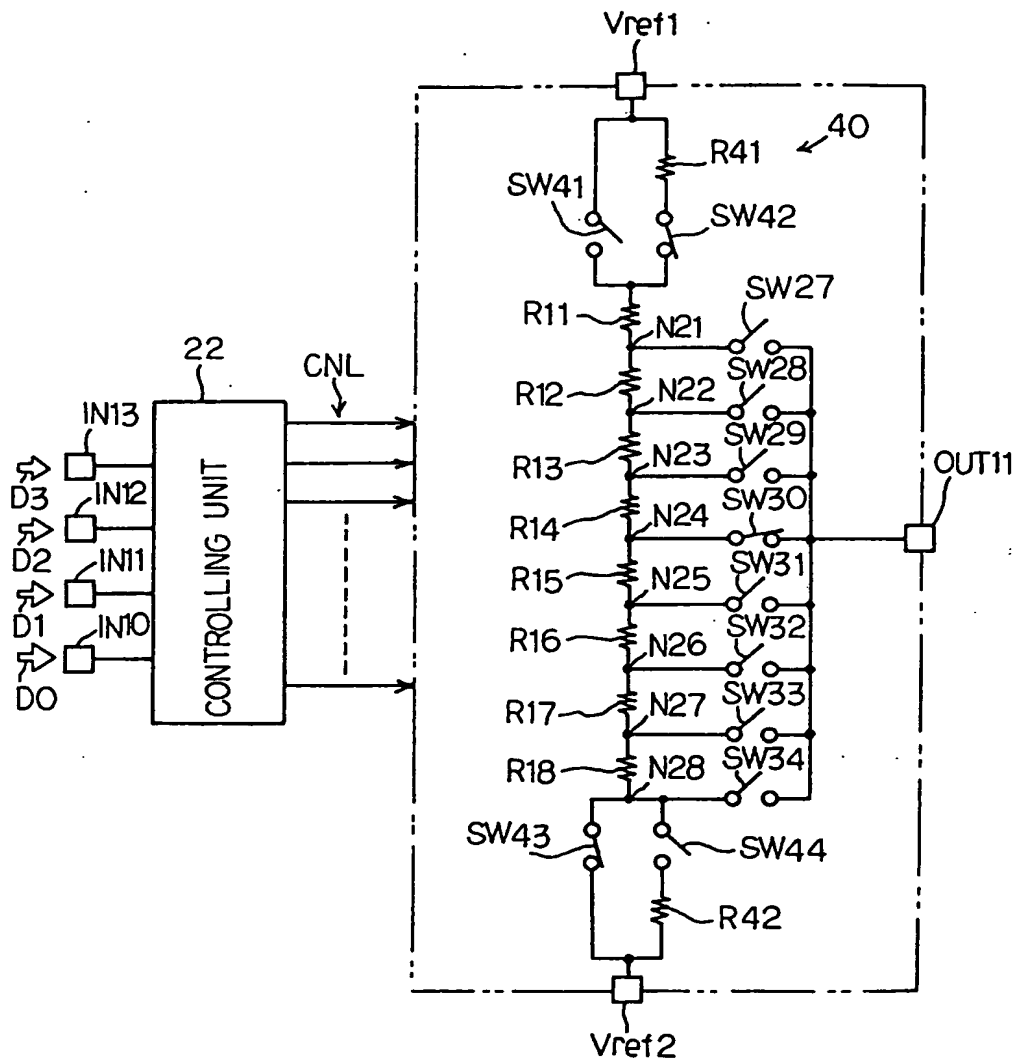 Vref1
40
R41
SW41
SW42
SW27
R11
N21
22
CNL
SW28
R12
N22
IN13
SW29
R13
N23
D3
IN12
OUT11
SW30
R14
N24
D2
CONTROLLING UNIT
IN11
SW31
R15
N25
D1
IN10
SW32
R16
N26
D0
SW33
R17
N27
SW34
R18
N28
SW43
SW44
R42
Vref2